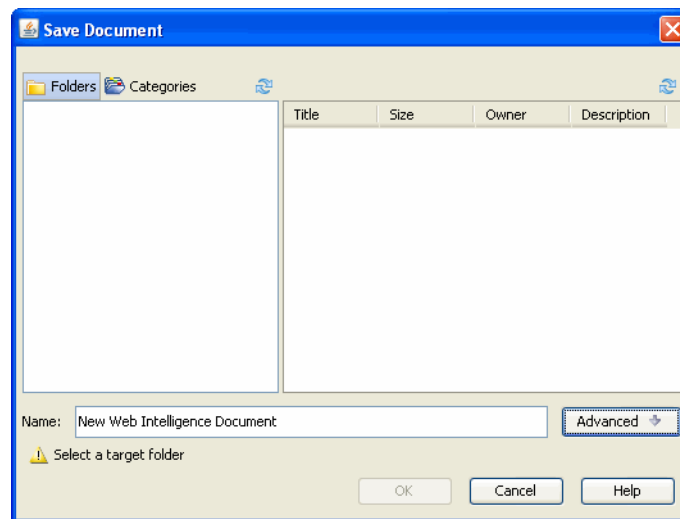 Save Document
Folders Categories
Title Size Owner Description
Name: New Web Intelligence Document Advanced
Select a target folder
OK Cancel Help